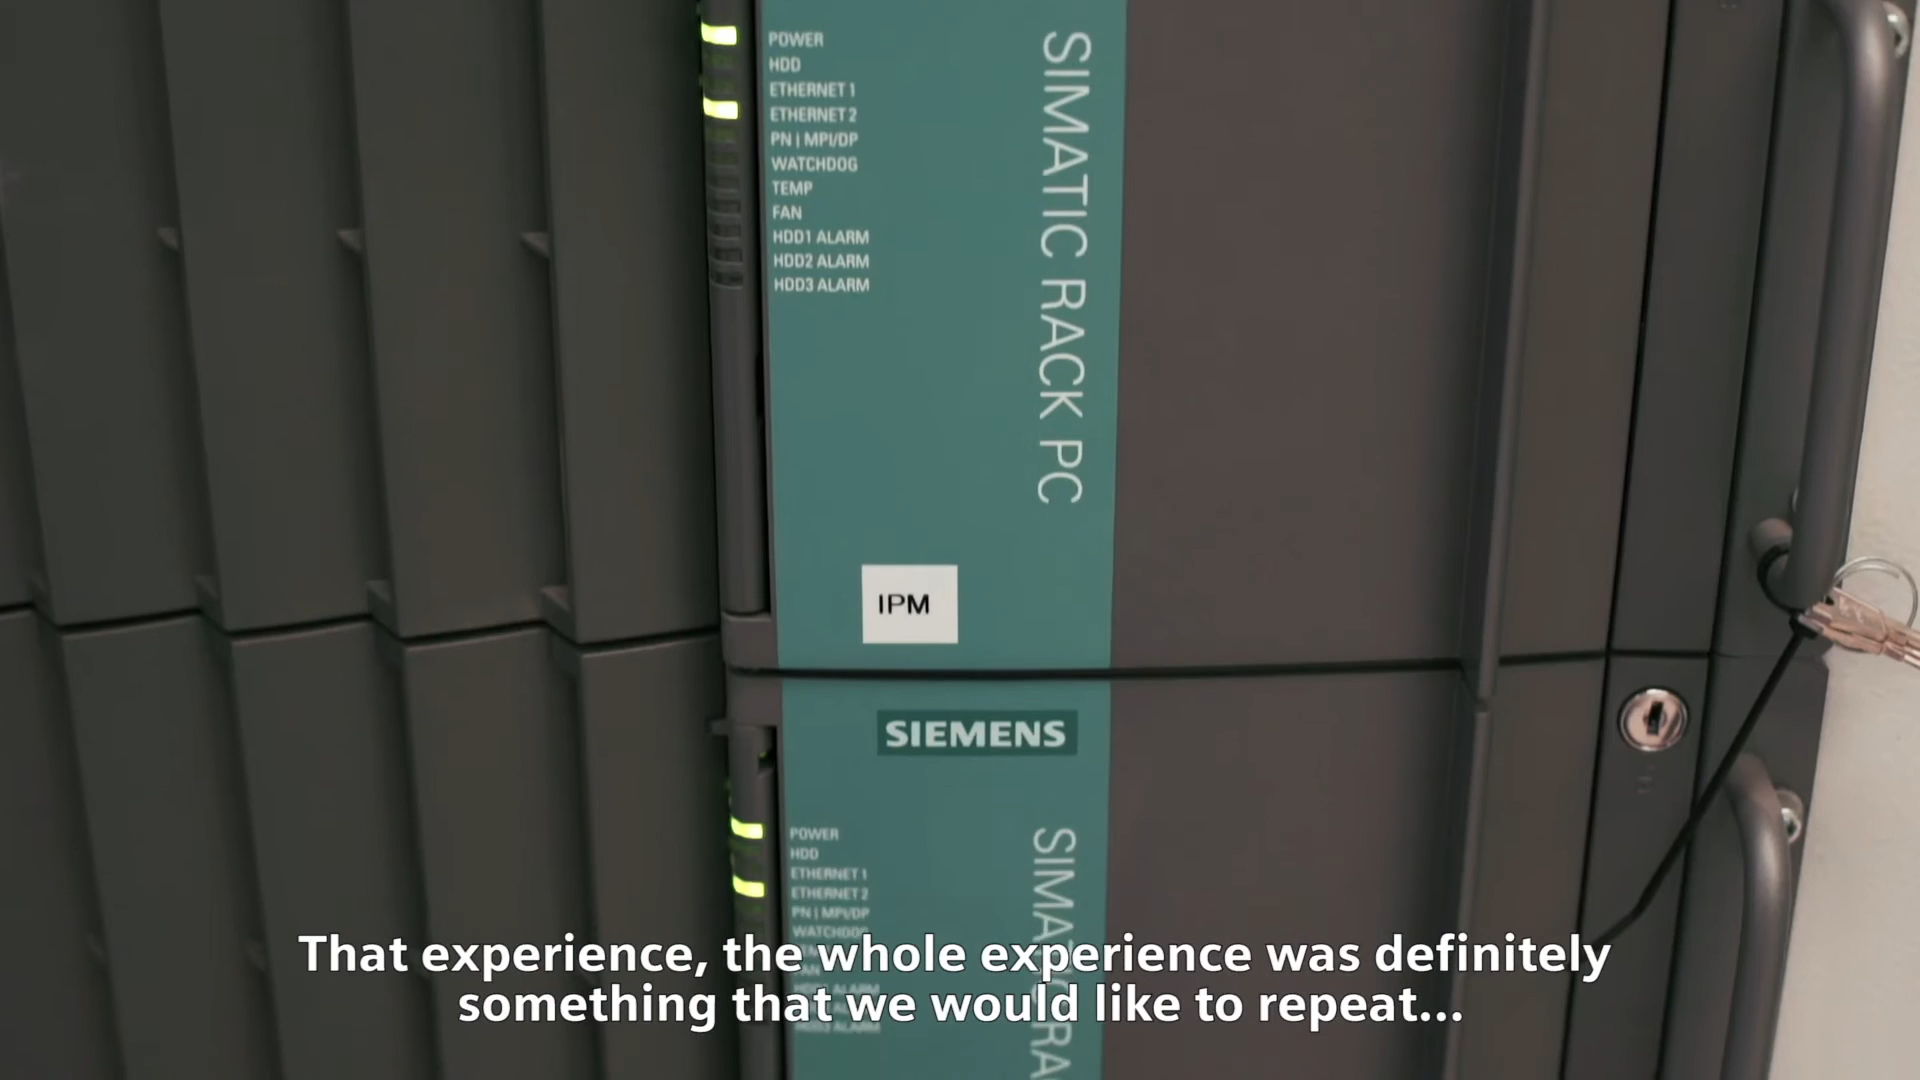 POWER
HDD
ETHERNET 1
ETHERNET 2
PN | MPI/DP
WATCHDOG
TEMP
FAN
HDD1 ALARM
HDD2 ALARM
HDD3 ALARM
SIMATIC RACK PC
IPM
SIEMENS
POWER
HDD
ETHERNET 1
ETHERNET 2
PN | MPI/DP
WATCHDOG
That experience, the whole experience was definitely
something that we would like to repeat...